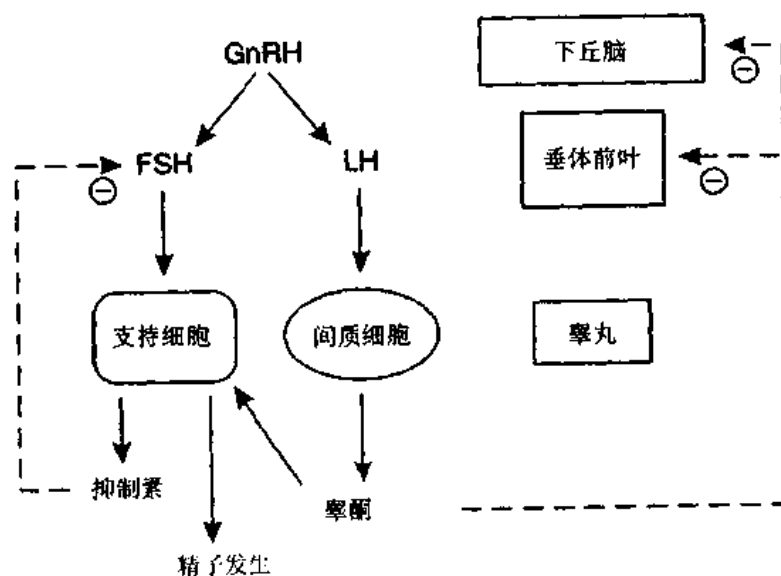 GnRH
下丘脑
⊖
FSH
LH
垂体前叶
⊖
⊖
支持细胞
间质细胞
睾丸
抑制素
睾酮
精子发生